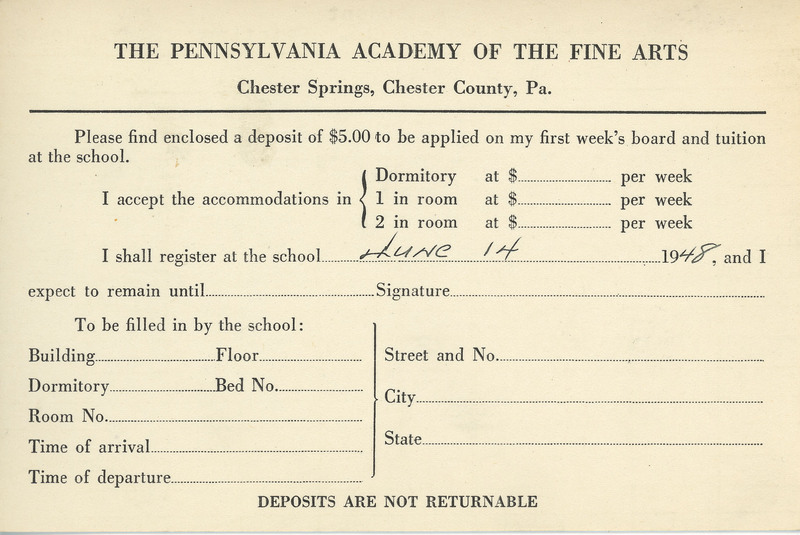 THE PENNSYLVANIA ACADEMY OF THE FINE ARTS
Chester Springs, Chester County, Pa.
Please find enclosed a deposit of $5.00 to be applied on my first week's board and tuition
at the school.
Dormitory at $.................... per week
I accept the accommodations in { 1 in room at $.................... per week
2 in room at $.................... per week
I shall register at the school........June 14........1948, and I
expect to remain until....................Signature....................
To be filled in by the school:
Building....................Floor....................
Street and No.....................
Dormitory....................Bed No.....................
City....................
Room No.....................
State....................
Time of arrival....................
Time of departure....................
DEPOSITS ARE NOT RETURNABLE